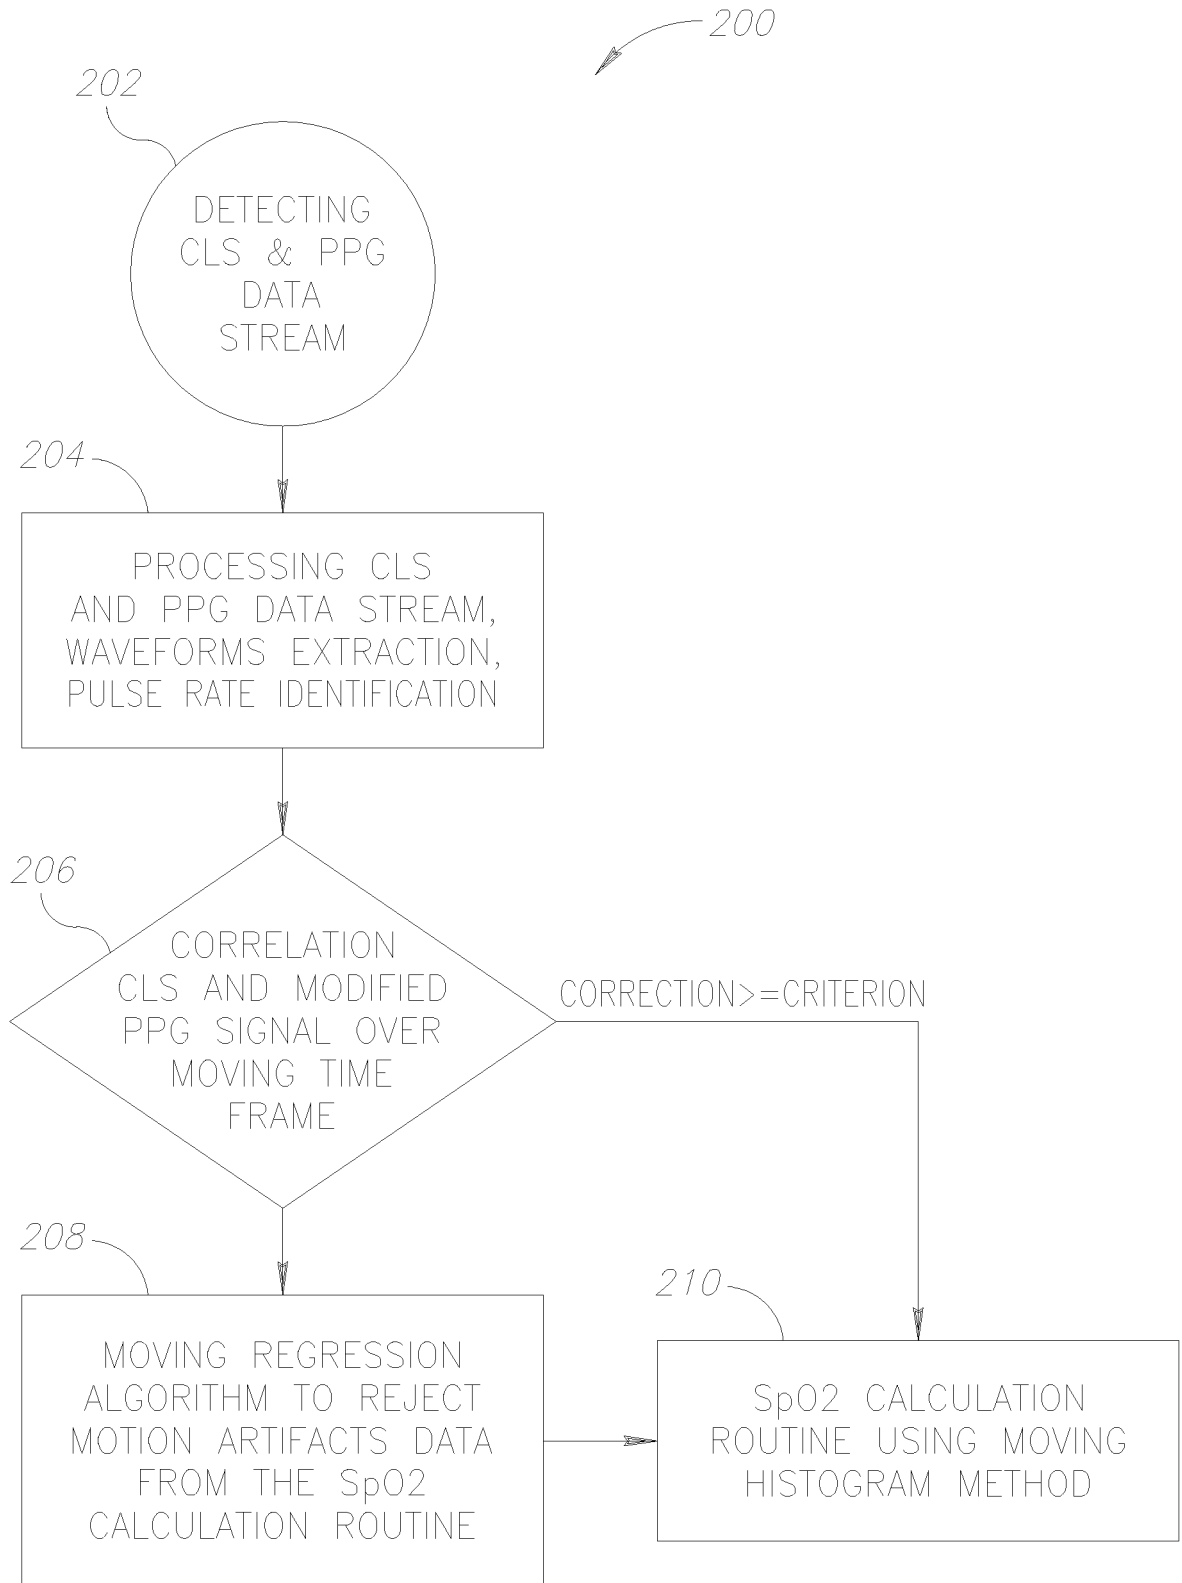 200
202
DETECTING
CLS & PPG
DATA
STREAM
204
PROCESSING CLS
AND PPG DATA STREAM,
WAVEFORMS EXTRACTION,
PULSE RATE IDENTIFICATION
206
CORRELATION
CLS AND MODIFIED
PPG SIGNAL OVER
MOVING TIME
FRAME
CORRECTION>=CRITERION
208
MOVING REGRESSION
ALGORITHM TO REJECT
MOTION ARTIFACTS DATA
FROM THE SpO2
CALCULATION ROUTINE
210
SpO2 CALCULATION
ROUTINE USING MOVING
HISTOGRAM METHOD